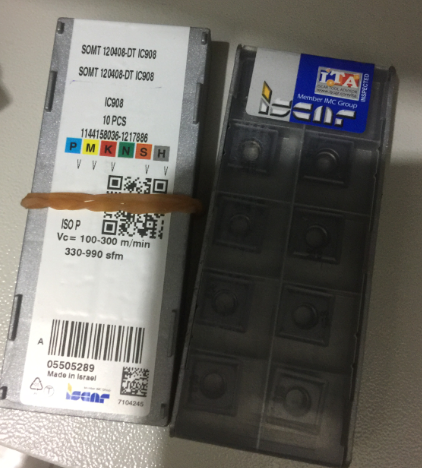 SOMT 120408-DT IC908
SOMT 120408-DT IC908
IC908
10 PCS
1144158036-1217886
P M K N S H
V V V
ISO P
Vc = 100-300 m/min
330-990 sfm
A
05505289
Made in Israel
iscar
7104245
ITA
INSPECTED
Member IMC Group
iscar